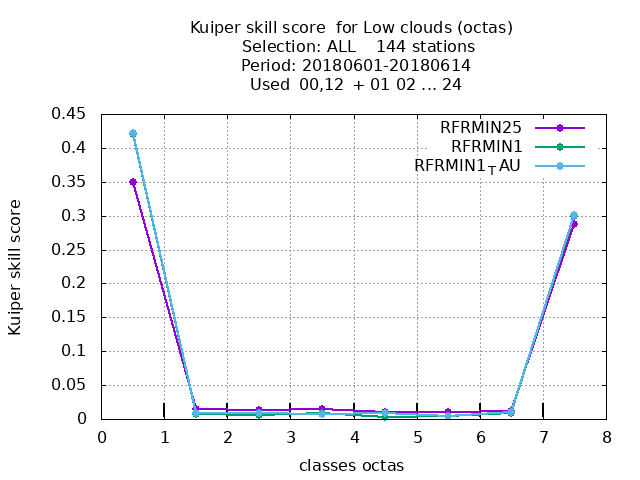 Kuiper skill score for Low clouds (octas)
Selection: ALL 144 stations
Period: 20180601-20180614
Used 00,12 + 01 02 ... 24
RFRMIN25
RFRMIN1
RFRMIN1TAU
Kuiper skill score
0.45
0.4
0.35
0.3
0.25
0.2
0.15
0.1
0.05
0
0 1 2 3 4 5 6 7 8
classes octas